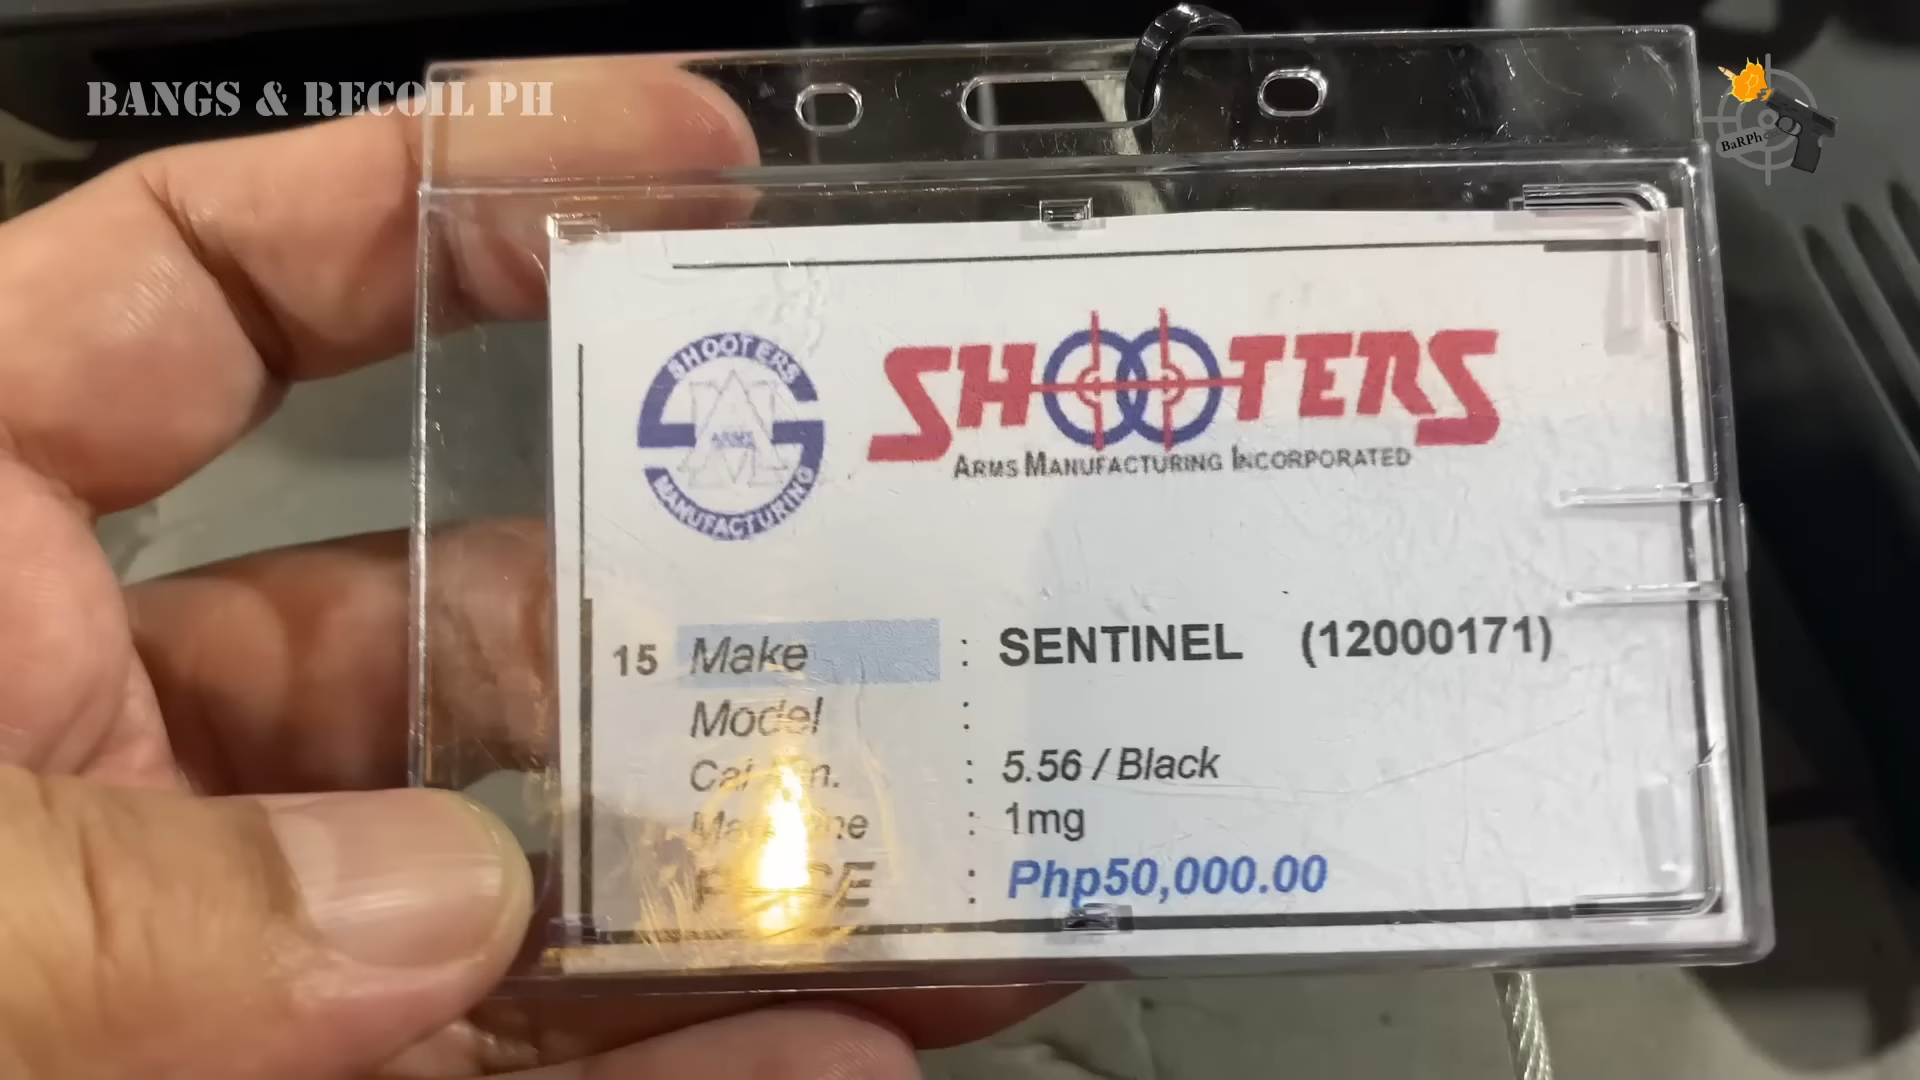 BANGS & RECOIL PH
BaRPh
SHOOTERS
ARMS
MANUFACTURING
SHOOTERS
ARMS MANUFACTURING INCORPORATED
15 Make : SENTINEL (12000171)
Model :
: 5.56 / Black
: 1mg
: Php50,000.00